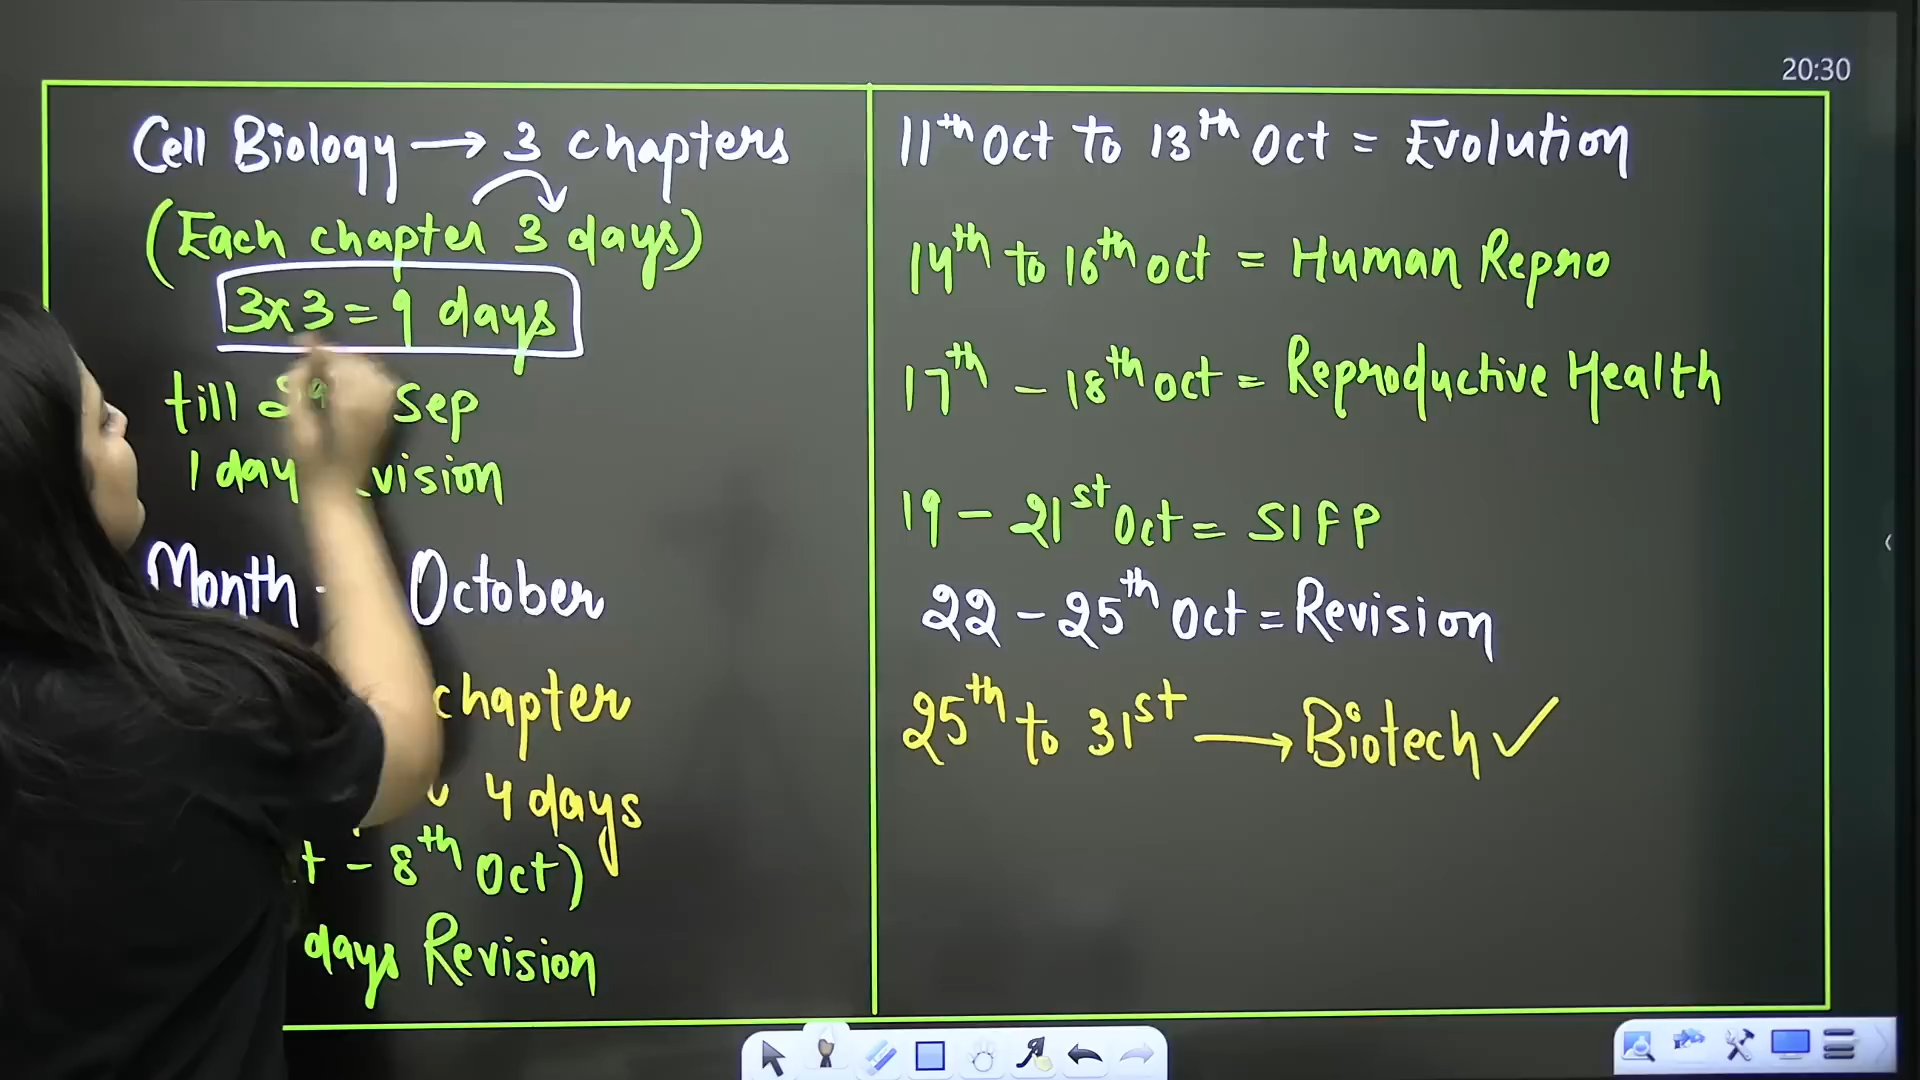 20:30
Cell Biology → 3 chapters
(Each chapter 3 days)
3x3 = 9 days
till Sep
1 day
Month October
chapter
4 days
- 8th Oct)
days Revision
11th Oct To 13th Oct = Evolution
14th to 16th Oct = Human Repro
17th - 18th Oct = Reproductive Health
19 - 21st Oct = SIFP
22 - 25th Oct = Revision
25th to 31st → Biotech ✓